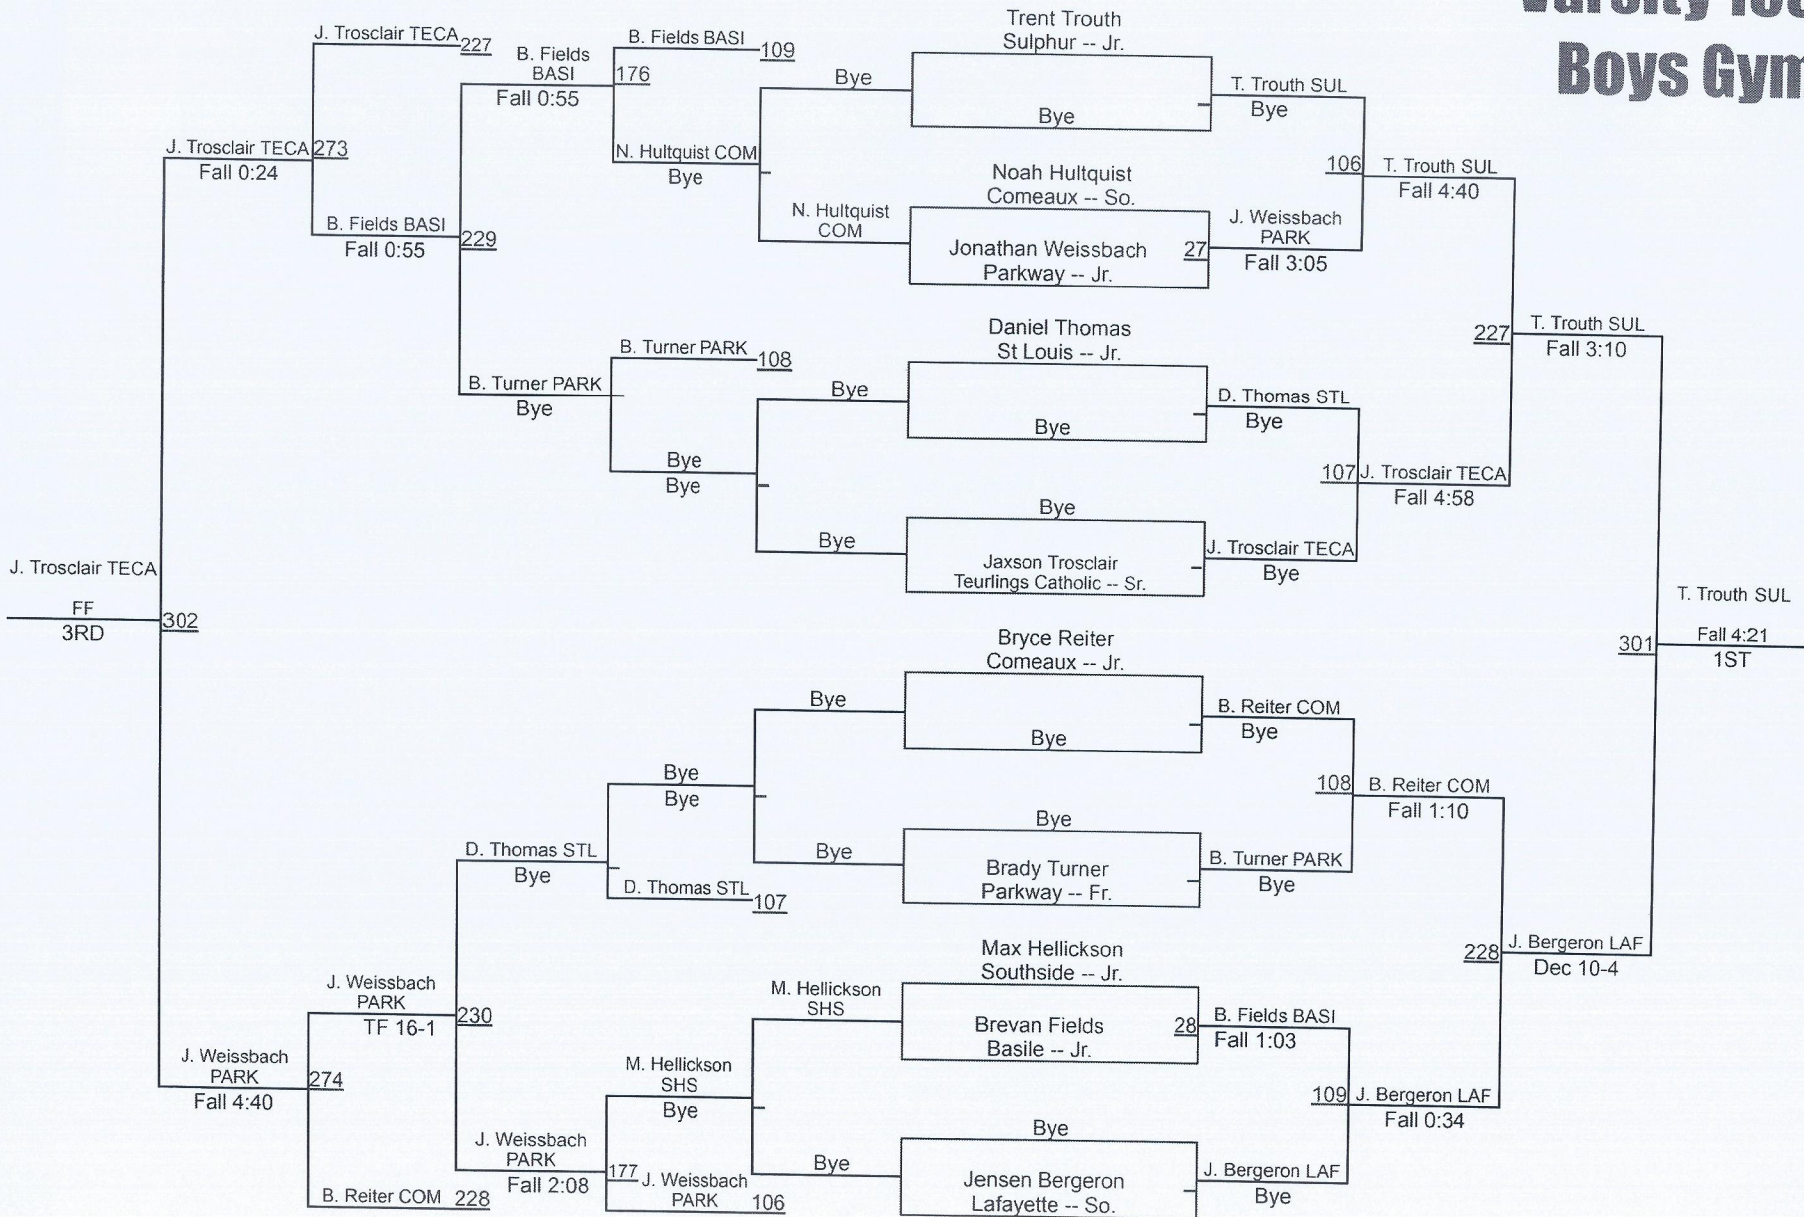 Boys Gym
J. Trosclair TECA
227
B. Fields
BASI
Fall 0:55
B. Fields BASI
109
176
Bye
Trent Trouth
Sulphur -- Jr.
Bye
T. Trouth SUL
Bye
J. Trosclair TECA
273
Fall 0:24
N. Hultquist COM
Bye
Noah Hultquist
Comeaux -- So.
106
T. Trouth SUL
Fall 4:40
B. Fields BASI
229
Fall 0:55
N. Hultquist
COM
Jonathan Weissbach
Parkway -- Jr.
27
J. Weissbach
PARK
Fall 3:05
B. Turner PARK
108
Daniel Thomas
St Louis -- Jr.
227
T. Trouth SUL
Fall 3:10
B. Turner PARK
Bye
Bye
Bye
D. Thomas STL
Bye
Bye
Bye
107
J. Trosclair TECA
Fall 4:58
Bye
Bye
Jaxson Trosclair
Teurlings Catholic -- Sr.
J. Trosclair TECA
Bye
J. Trosclair TECA
FF
3RD
302
T. Trouth SUL
301
Fall 4:21
1ST
Bryce Reiter
Comeaux -- Jr.
Bye
Bye
B. Reiter COM
Bye
Bye
Bye
108
B. Reiter COM
Fall 1:10
D. Thomas STL
Bye
D. Thomas STL
107
Bye
Bye
Brady Turner
Parkway -- Fr.
B. Turner PARK
Bye
228
J. Bergeron LAF
Dec 10-4
Max Hellickson
Southside -- Jr.
J. Weissbach
PARK
TF 16-1
230
M. Hellickson
SHS
Brevan Fields
Basile -- Jr.
28
B. Fields BASI
Fall 1:03
J. Weissbach
PARK
Fall 4:40
274
M. Hellickson
SHS
Bye
109
J. Bergeron LAF
Fall 0:34
J. Weissbach
PARK
Fall 2:08
177
J. Weissbach
PARK
106
Bye
Bye
Jensen Bergeron
Lafayette -- So.
J. Bergeron LAF
Bye
B. Reiter COM
228